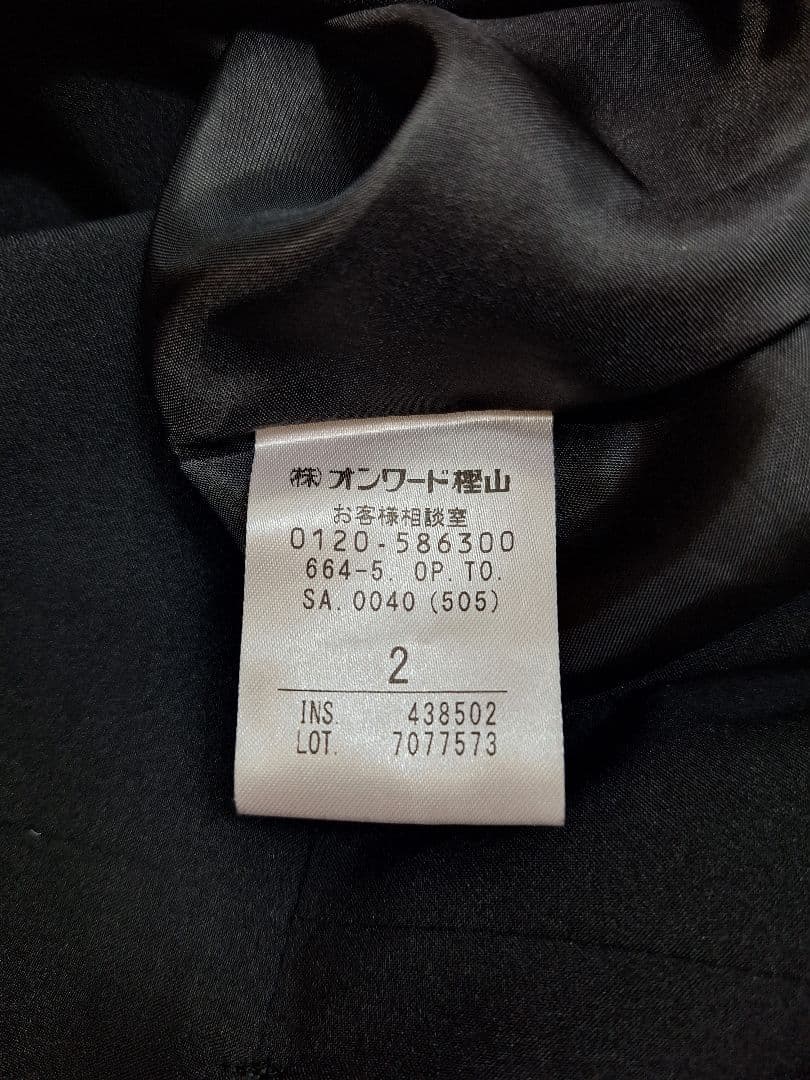 ㈱オンワード樫山
お客様相談室
0120-586300
664-5. OP. TO.
SA. 0040 (505)
2
INS. 438502
LOT. 7077573